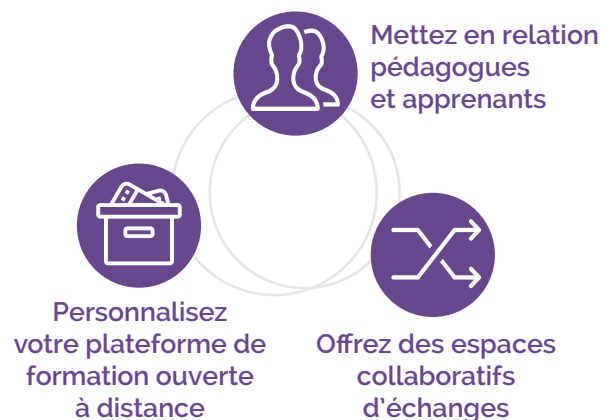 Mettez en relation
pédagogues
et apprenants
Personnalisez
votre plateforme de
formation ouverte
à distance
Offrez des espaces
collaboratifs
d’échanges